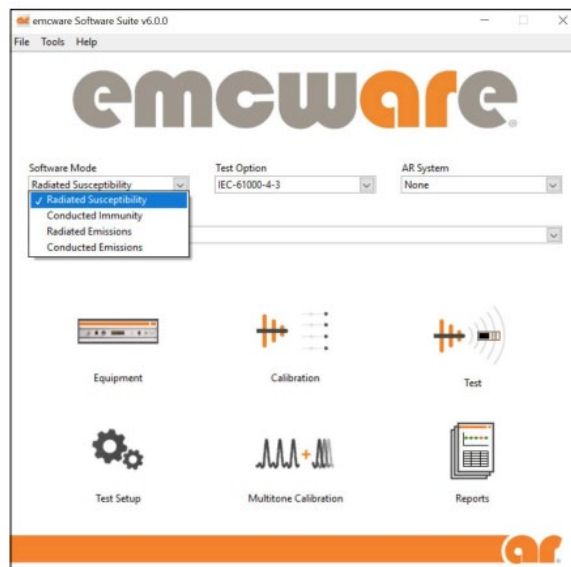 emcware Software Suite v6.0.0
File Tools Help
emcware
Software Mode Test Option AR System
Radiated Susceptibility IEC-61000-4-3 None
✓ Radiated Susceptibility
Conducted Immunity
Radiated Emissions
Conducted Emissions
Equipment Calibration Test
Test Setup Multitone Calibration Reports
ar